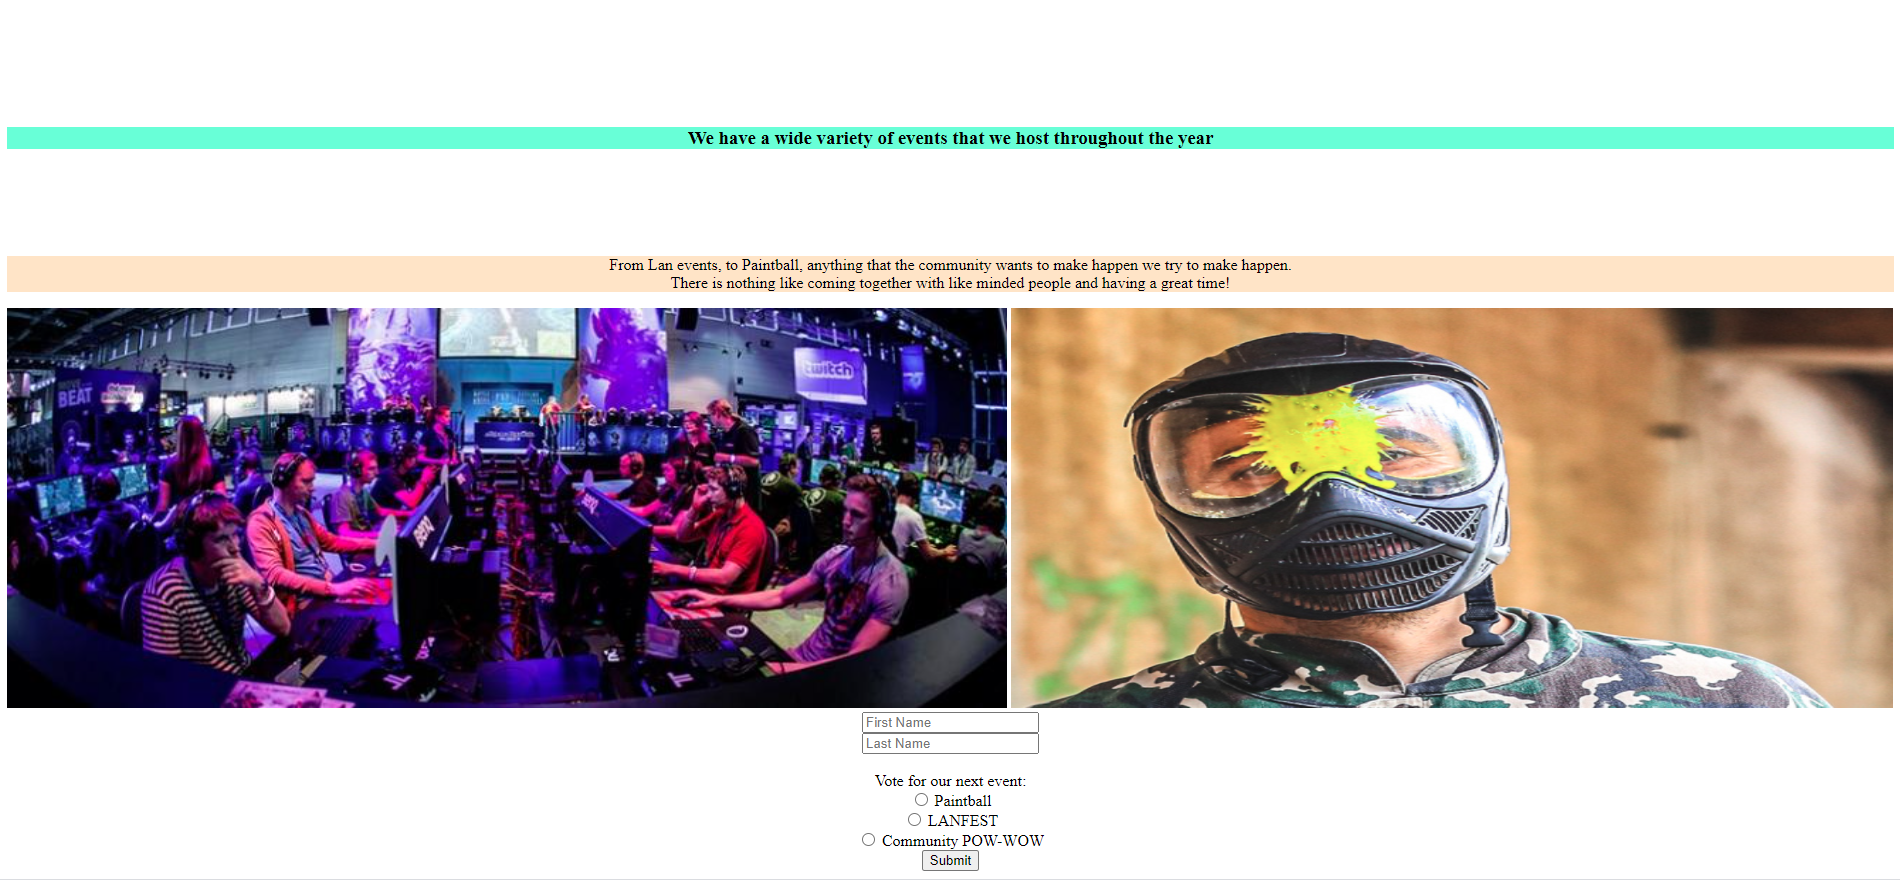 We have a wide variety of events that we host throughout the year
From Lan events, to Paintball, anything that the community wants to make happen we try to make happen.
There is nothing like coming together with like minded people and having a great time!
twitch
BEAT
BENQ
First Name
Last Name
Vote for our next event:
Paintball
LANFEST
Community POW-WOW
Submit